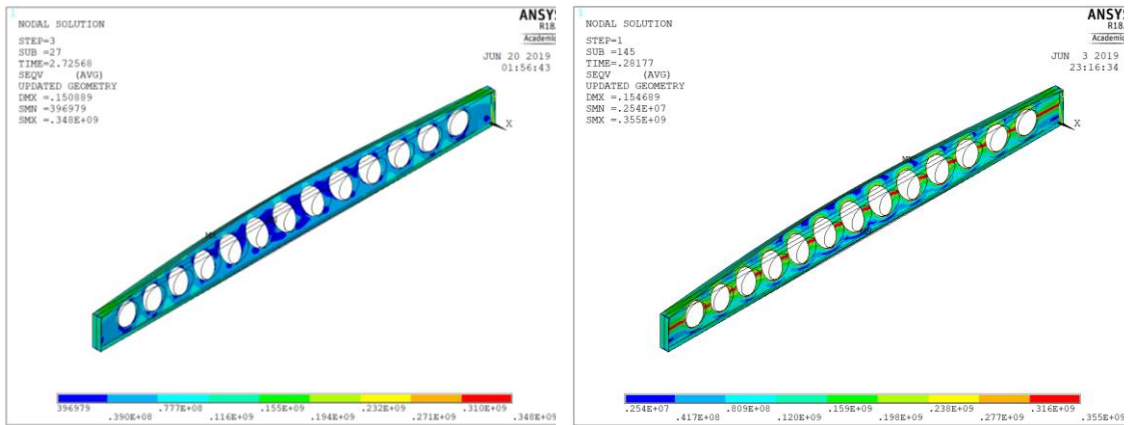 1
NODAL SOLUTION
STEP=3
SUB =27
TIME=2.72568
SEQV (AVG)
UPDATED GEOMETRY
DMX =.150889
SMN =396979
SMX =.348E+09
ANSYS
R18
Academic
JUN 20 2019
01:56:43
X
396979 .777E+08 .155E+09 .232E+09 .310E+09
.390E+08 .116E+09 .194E+09 .271E+09 .348E+09
1
NODAL SOLUTION
STEP=1
SUB =145
TIME=.28177
SEQV (AVG)
UPDATED GEOMETRY
DMX =.154689
SMN =.254E+07
SMX =.355E+09
ANSYS
R18
Academic
JUN 3 2019
23:16:34
X
.254E+07 .809E+08 .159E+09 .238E+09 .316E+09
.417E+08 .120E+09 .198E+09 .277E+09 .355E+09